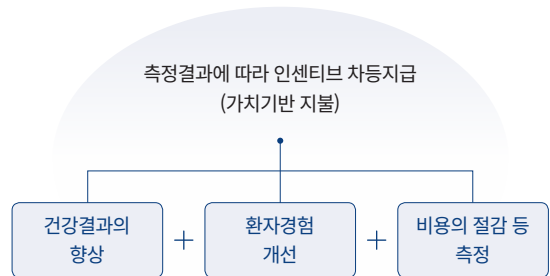 측정결과에 따라 인센티브 차등지급
(가치기반 지불)
건강결과의
향상
+
환자경험
개선
+
비용의 절감 등
측정